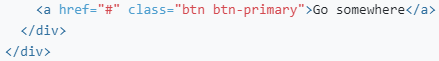 <a href="#" class="btn btn-primary">Go somewhere</a>
</div>
</div>